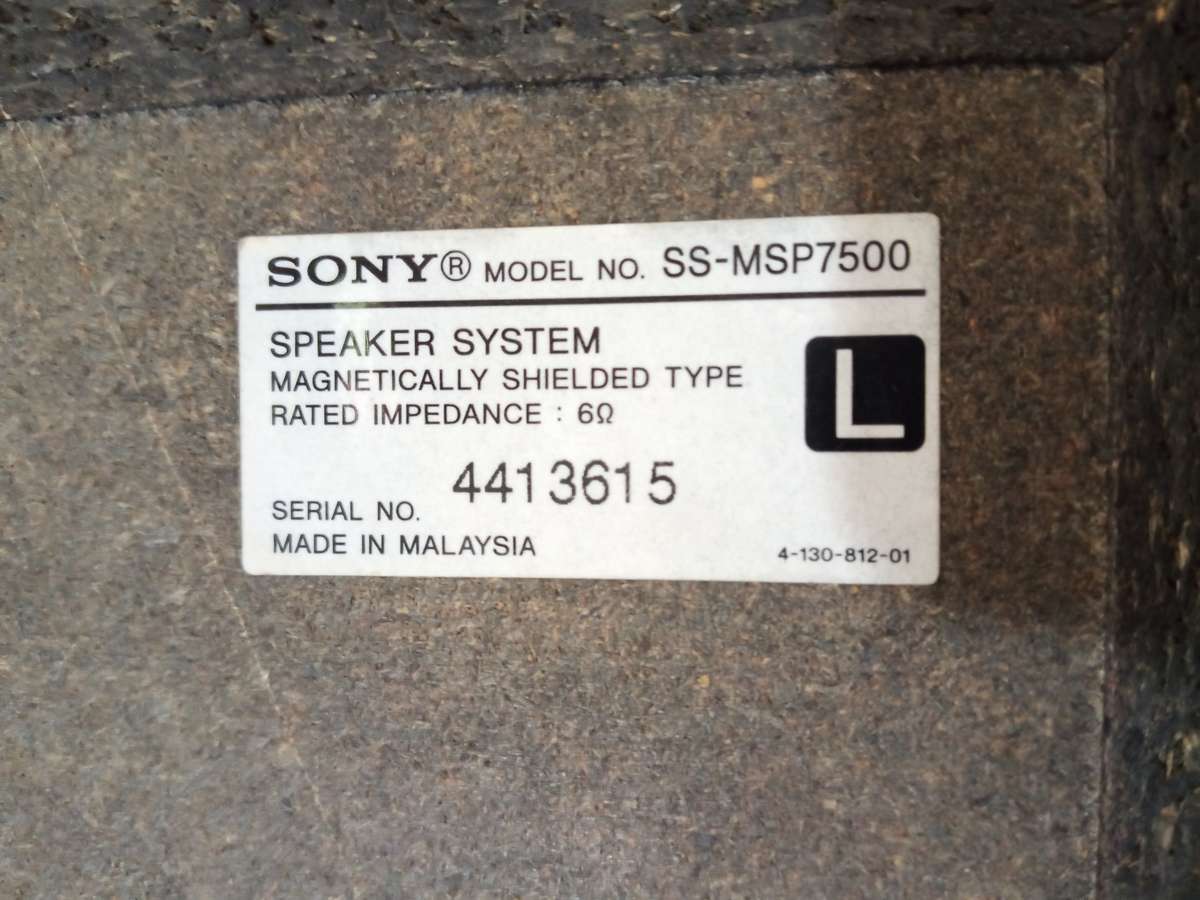 SONY® MODEL NO. SS-MSP7500
SPEAKER SYSTEM
MAGNETICALLY SHIELDED TYPE
RATED IMPEDANCE : 6Ω
L
4413615
SERIAL NO.
MADE IN MALAYSIA
4-130-812-01